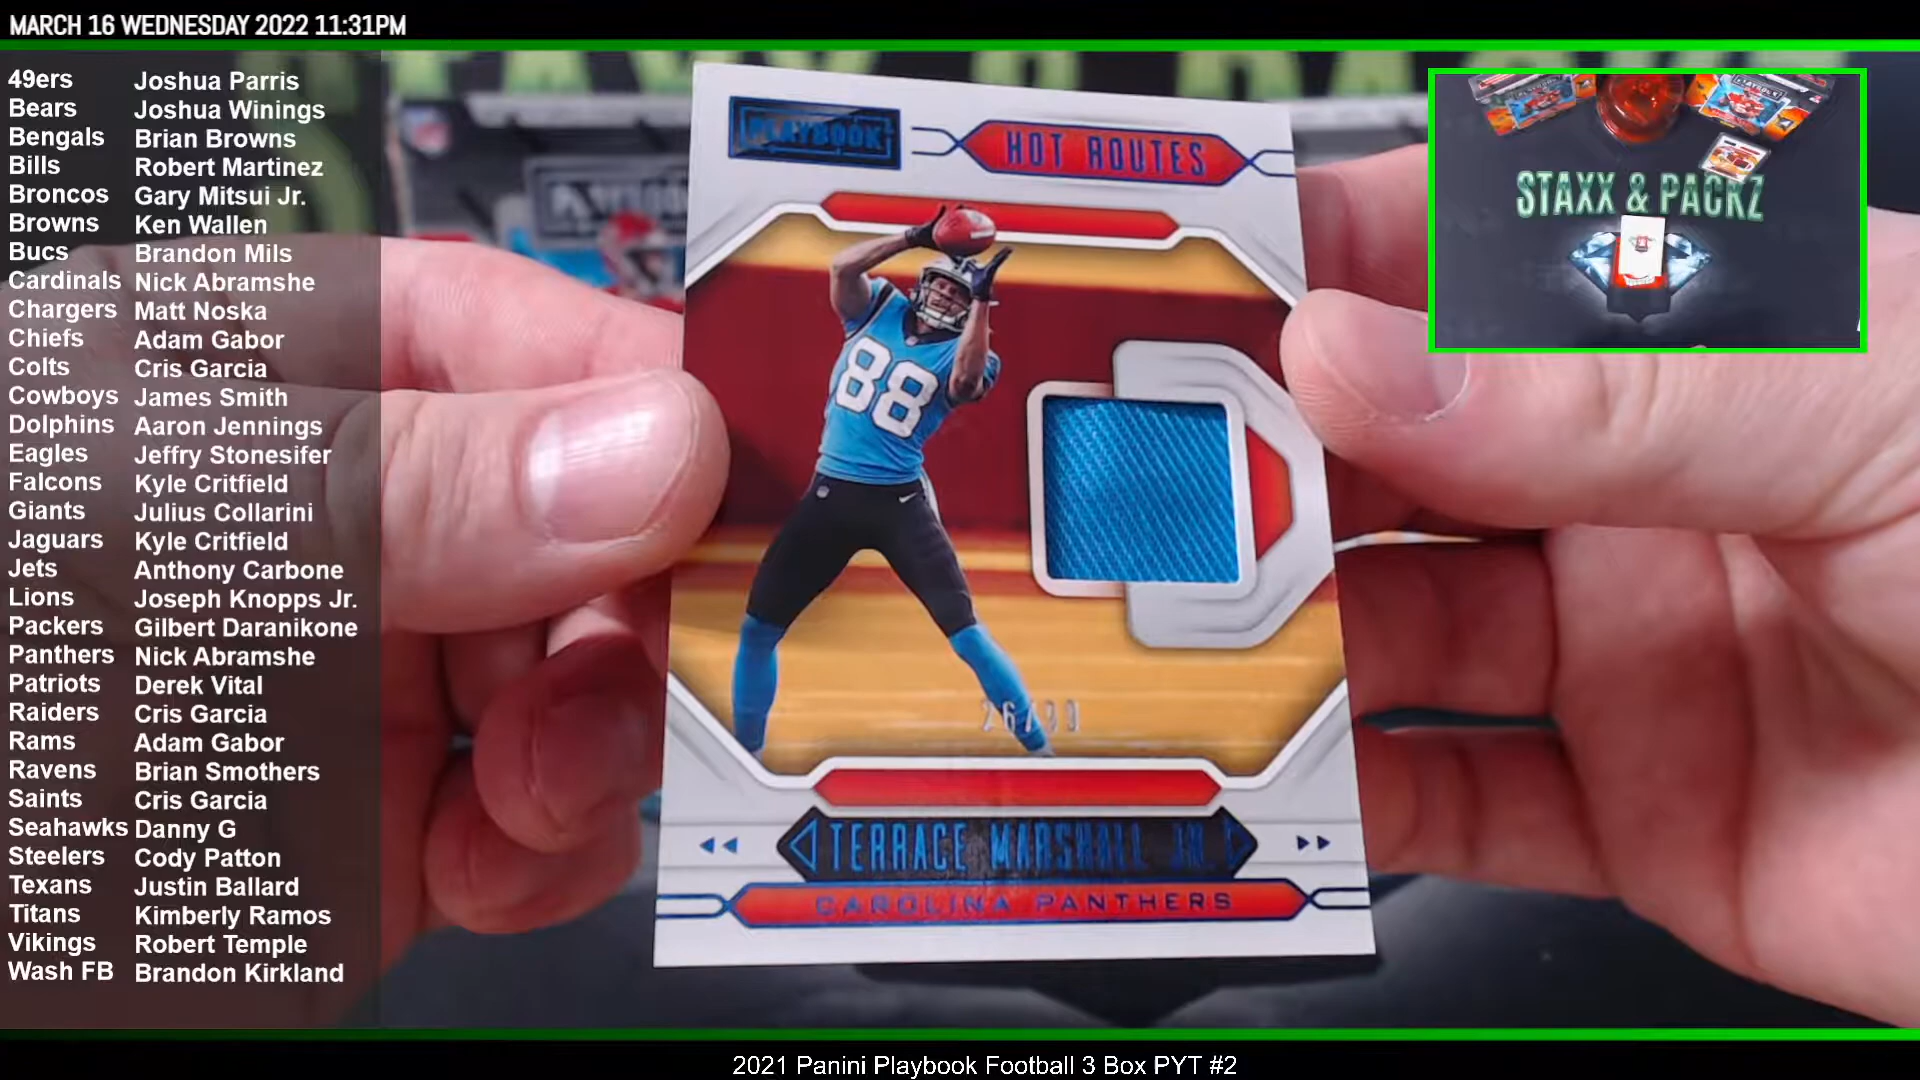 MARCH 16 WEDNESDAY 2022 11:31PM
49ers Joshua Parris
Bears Joshua Winings
Bengals Brian Browns
Bills Robert Martinez
Broncos Gary Mitsui Jr.
Browns Ken Wallen
Bucs Brandon Mils
Cardinals Nick Abramshe
Chargers Matt Noska
Chiefs Adam Gabor
Colts Cris Garcia
Cowboys James Smith
Dolphins Aaron Jennings
Eagles Jeffry Stonesifer
Falcons Kyle Critfield
Giants Julius Collarini
Jaguars Kyle Critfield
Jets Anthony Carbone
Lions Joseph Knopps Jr.
Packers Gilbert Daranikone
Panthers Nick Abramshe
Patriots Derek Vital
Raiders Cris Garcia
Rams Adam Gabor
Ravens Brian Smothers
Saints Cris Garcia
Seahawks Danny G
Steelers Cody Patton
Texans Justin Ballard
Titans Kimberly Ramos
Vikings Robert Temple
Wash FB Brandon Kirkland
PLAYBOOK
HOT ROUTES
88
TERRACE MARSHALL JR.
CAROLINA PANTHERS
STAXX & PACKZ
2021 Panini Playbook Football 3 Box PYT #2